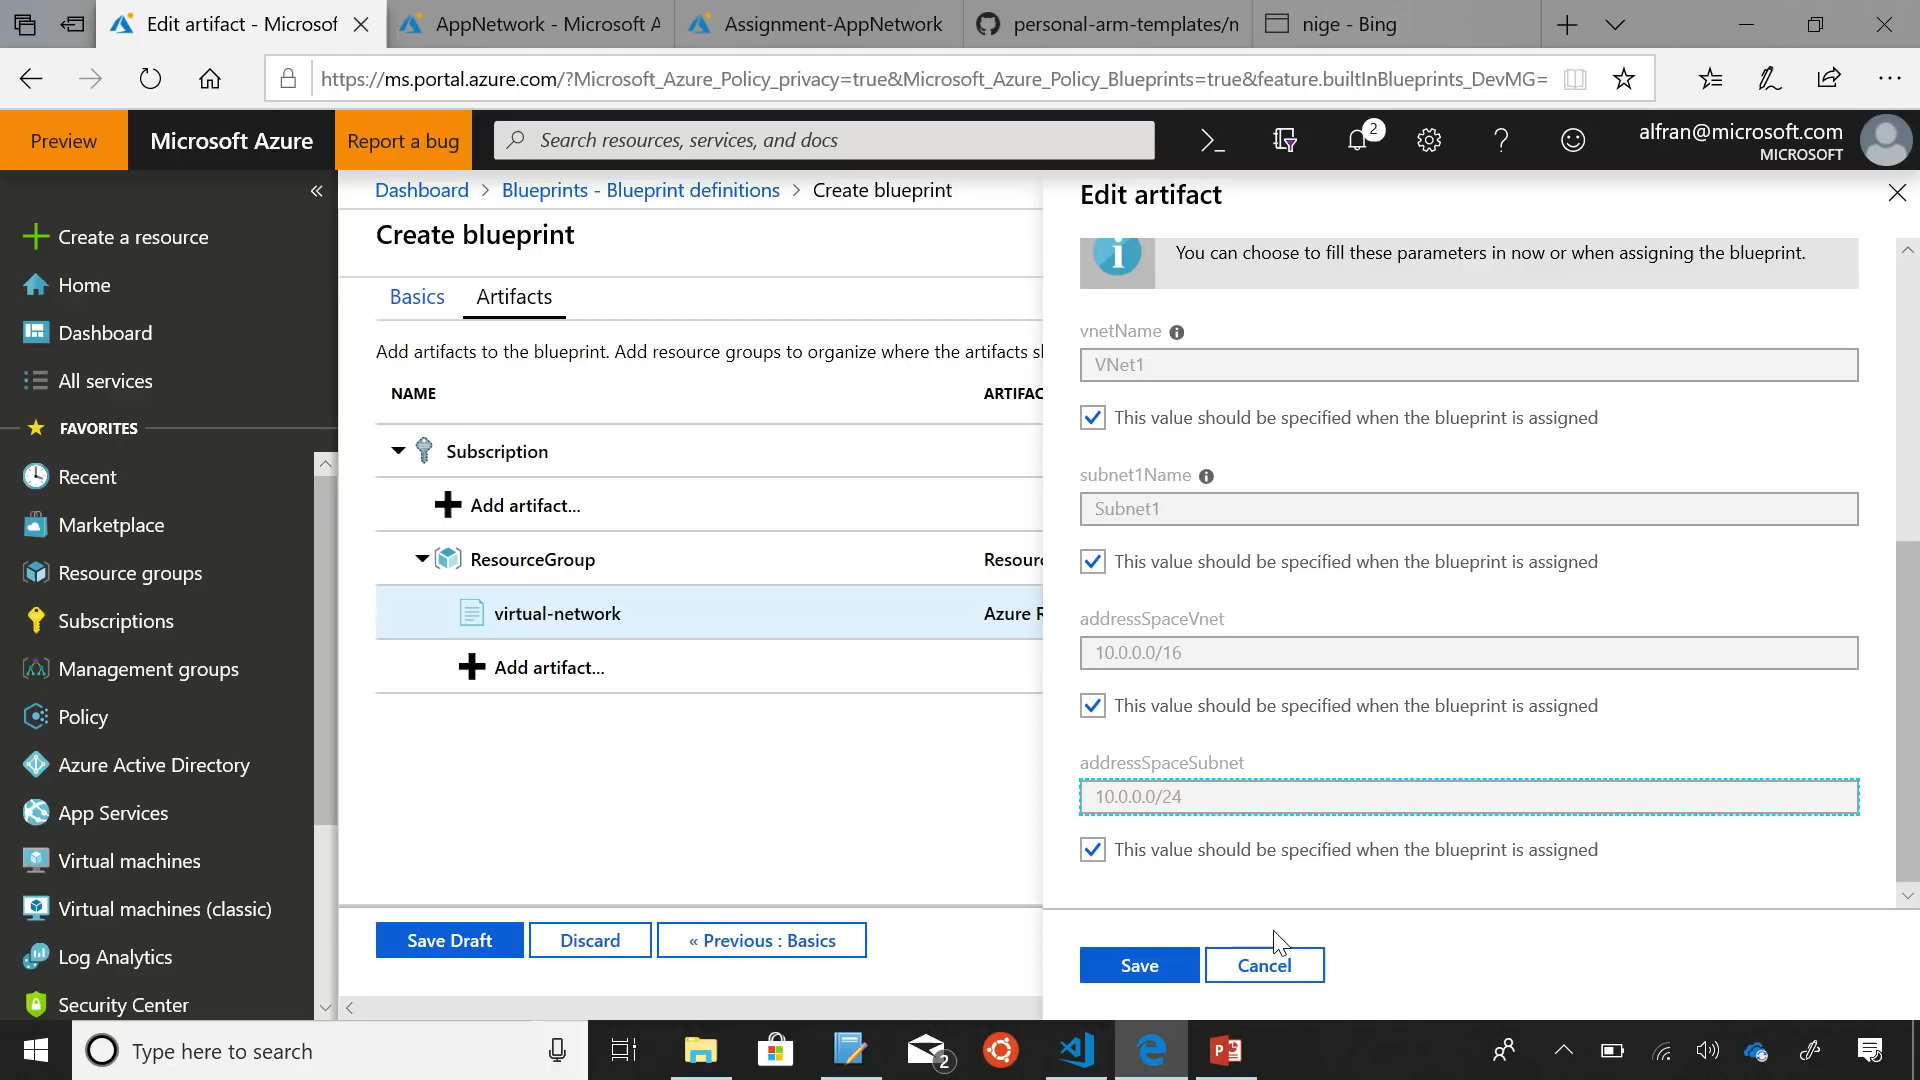 Edit artifact - Microsof
AppNetwork - Microsoft A
Assignment-AppNetwork
personal-arm-templates/n
nige - Bing
https://ms.portal.azure.com/?Microsoft_Azure_Policy_privacy=true&Microsoft_Azure_Policy_Blueprints=true&feature.builtInBlueprints_DevMG=
Preview
Microsoft Azure
Report a bug
Search resources, services, and docs
2
alfran@microsoft.com
MICROSOFT
Create a resource
Home
Dashboard
All services
FAVORITES
Recent
Marketplace
Resource groups
Subscriptions
Management groups
Policy
Azure Active Directory
App Services
Virtual machines
Virtual machines (classic)
Log Analytics
Security Center
Dashboard > Blueprints - Blueprint definitions > Create blueprint
Create blueprint
Basics
Artifacts
Add artifacts to the blueprint. Add resource groups to organize where the artifacts s
NAME
ARTIFAC
Subscription
Add artifact...
ResourceGroup
Resour
virtual-network
Azure R
Add artifact...
Save Draft
Discard
« Previous : Basics
Edit artifact
You can choose to fill these parameters in now or when assigning the blueprint.
vnetName
VNet1
This value should be specified when the blueprint is assigned
subnet1Name
Subnet1
This value should be specified when the blueprint is assigned
addressSpaceVnet
10.0.0.0/16
This value should be specified when the blueprint is assigned
addressSpaceSubnet
10.0.0.0/24
This value should be specified when the blueprint is assigned
Save
Cancel
Type here to search
2